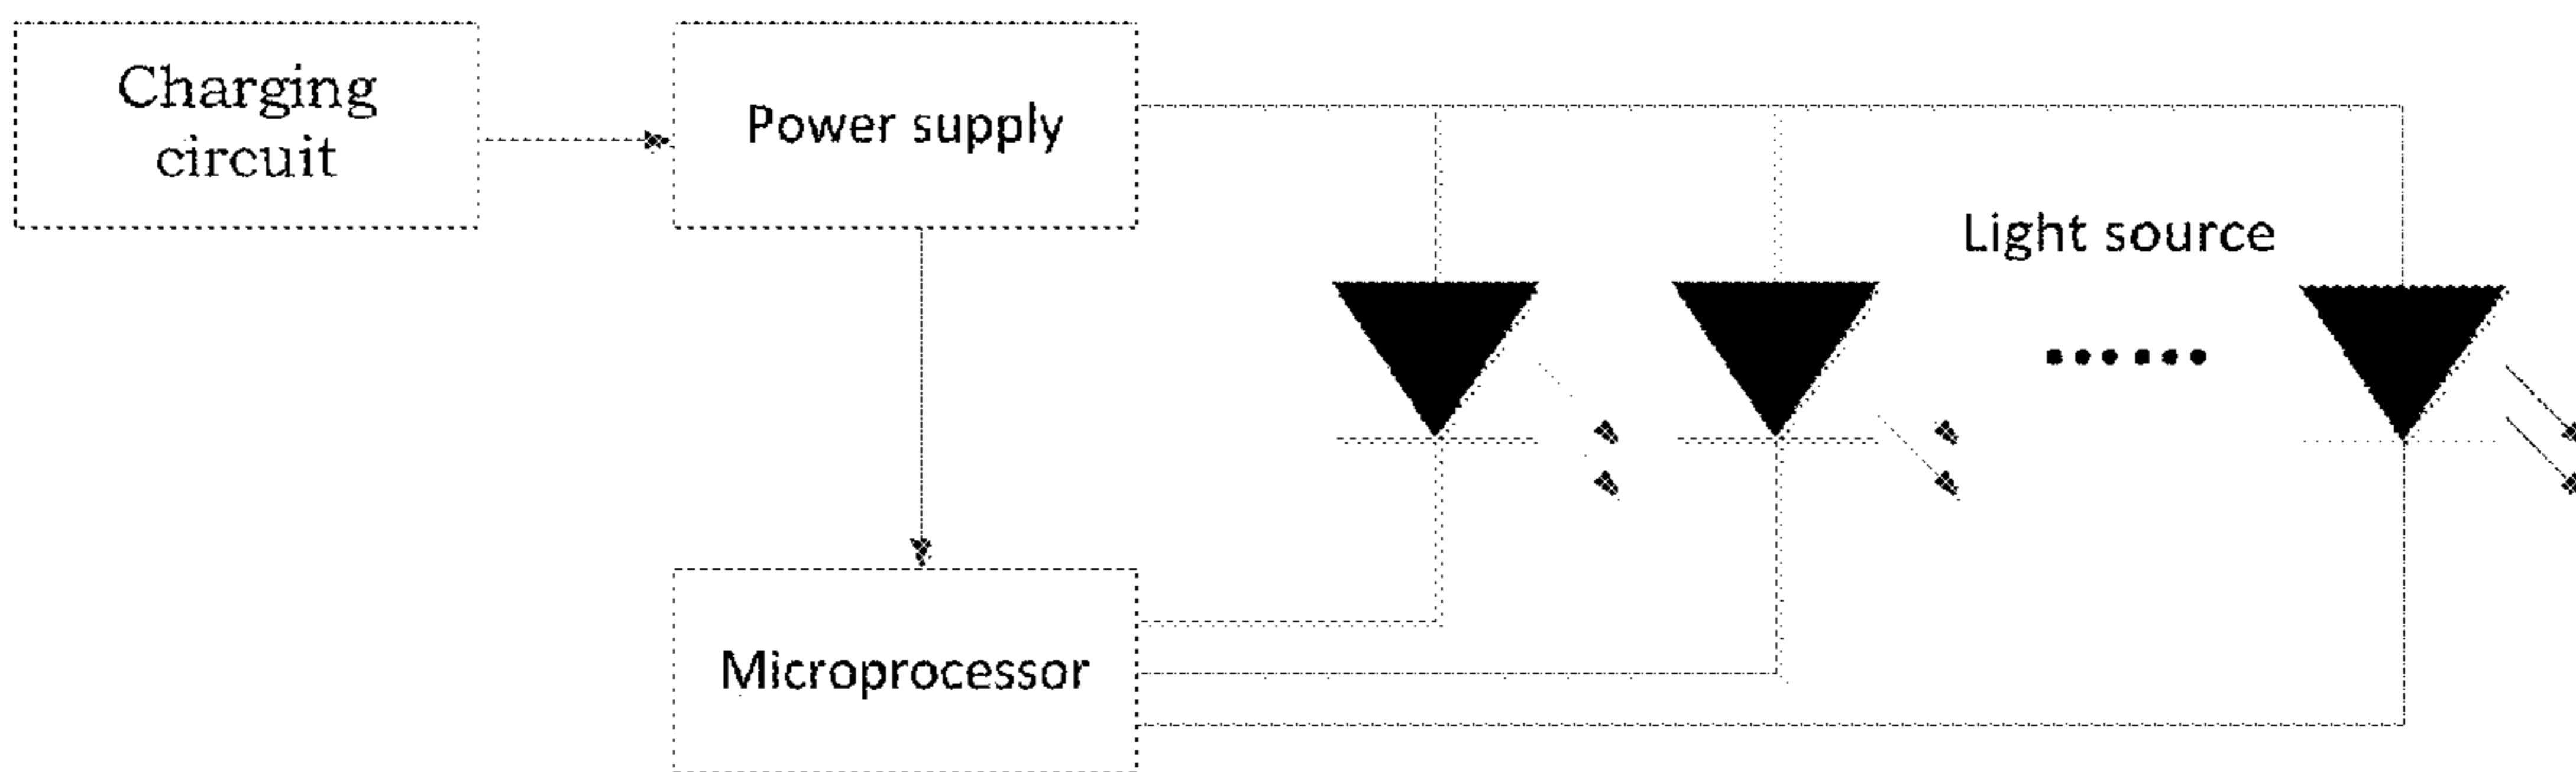 Charging
circuit
Power supply
Light source
Microprocessor